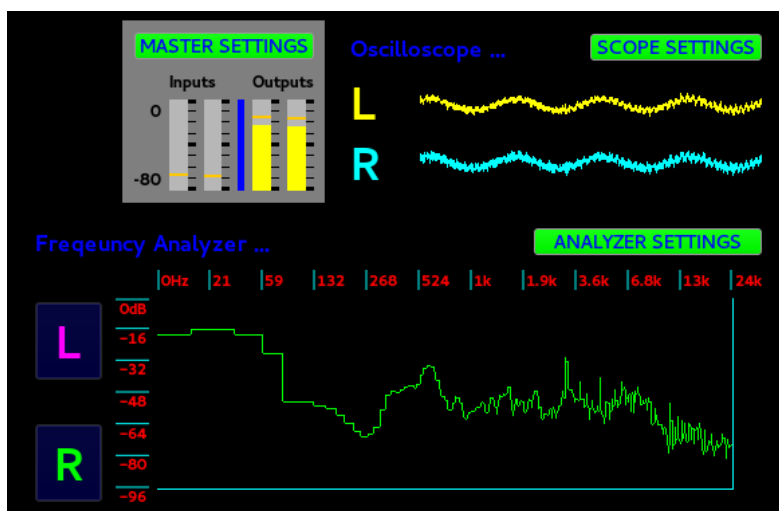 MASTER SETTINGS
Inputs Outputs
0
-80
Oscilloscope ...
SCOPE SETTINGS
L
R
Freqeuncy Analyzer ...
ANALYZER SETTINGS
0Hz 21 59 132 268 524 1k 1.9k 3.6k 6.8k 13k 24k
L
R
0dB
-16
-32
-48
-64
-80
-96